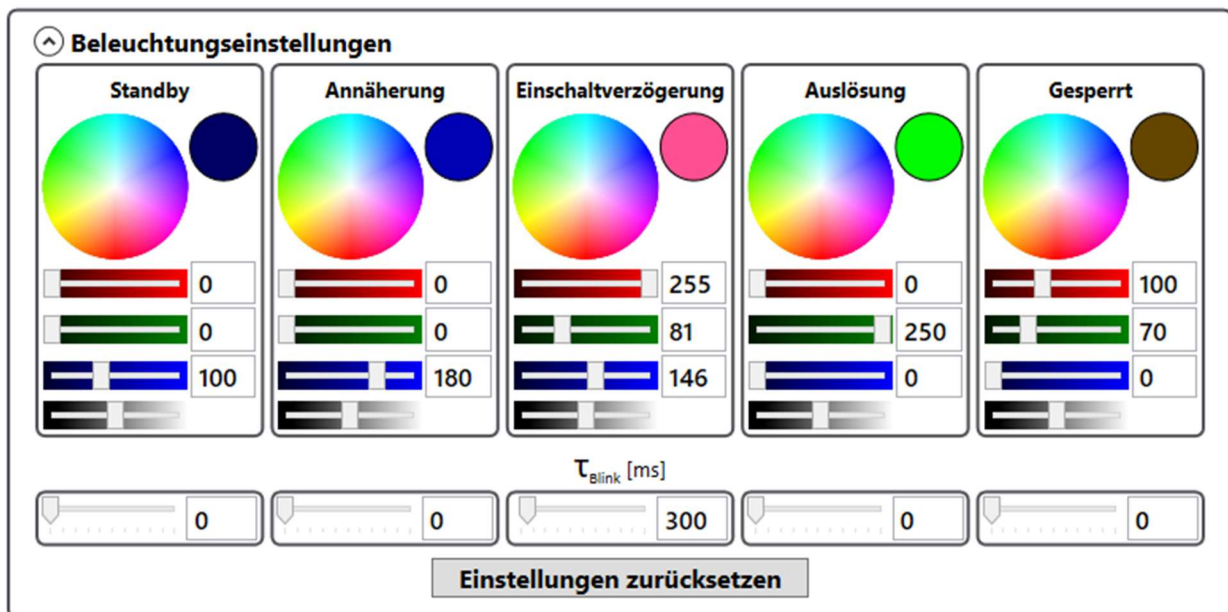 Beleuchtungseinstellungen
Standby Annäherung Einschaltverzögerung Auslösung Gesperrt
0 0 255 0 100
0 0 81 250 70
100 180 146 0 0
τBlink [ms]
0 0 300 0 0
Einstellungen zurücksetzen